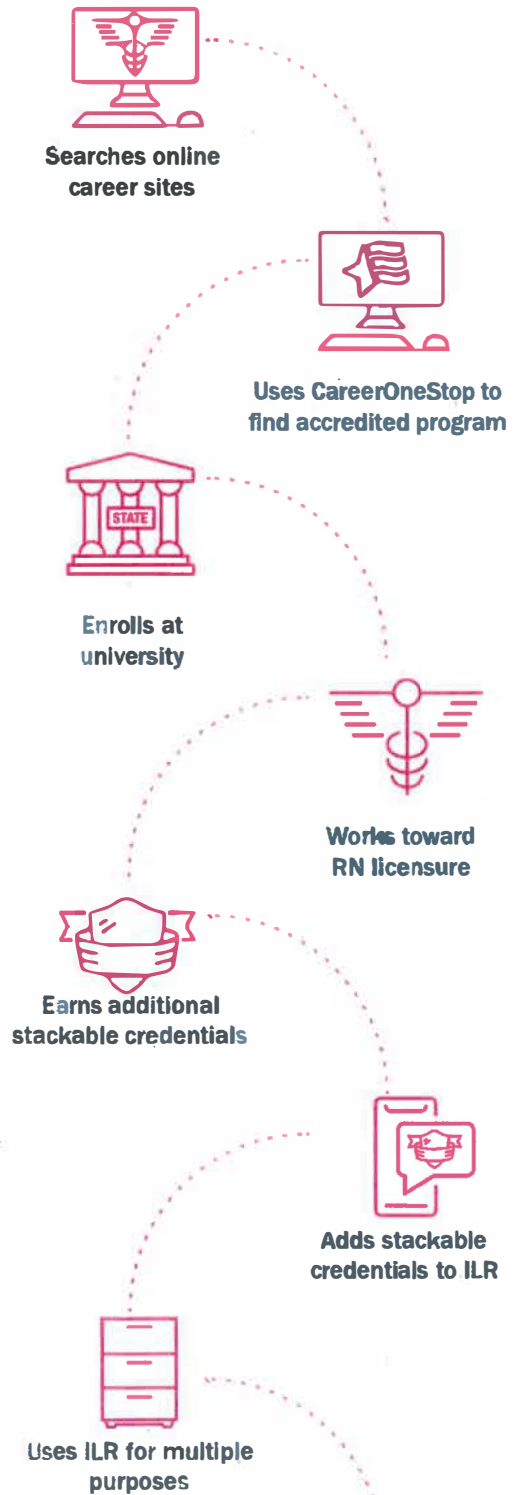 Searches online
career sites
Uses CareerOneStop to
find accredited program
STATE
Enrolls at
university
Works toward
RN licensure
Earns additional
stackable credentials
Adds stackable
credentials to ILR
Uses ILR for multiple
purposes